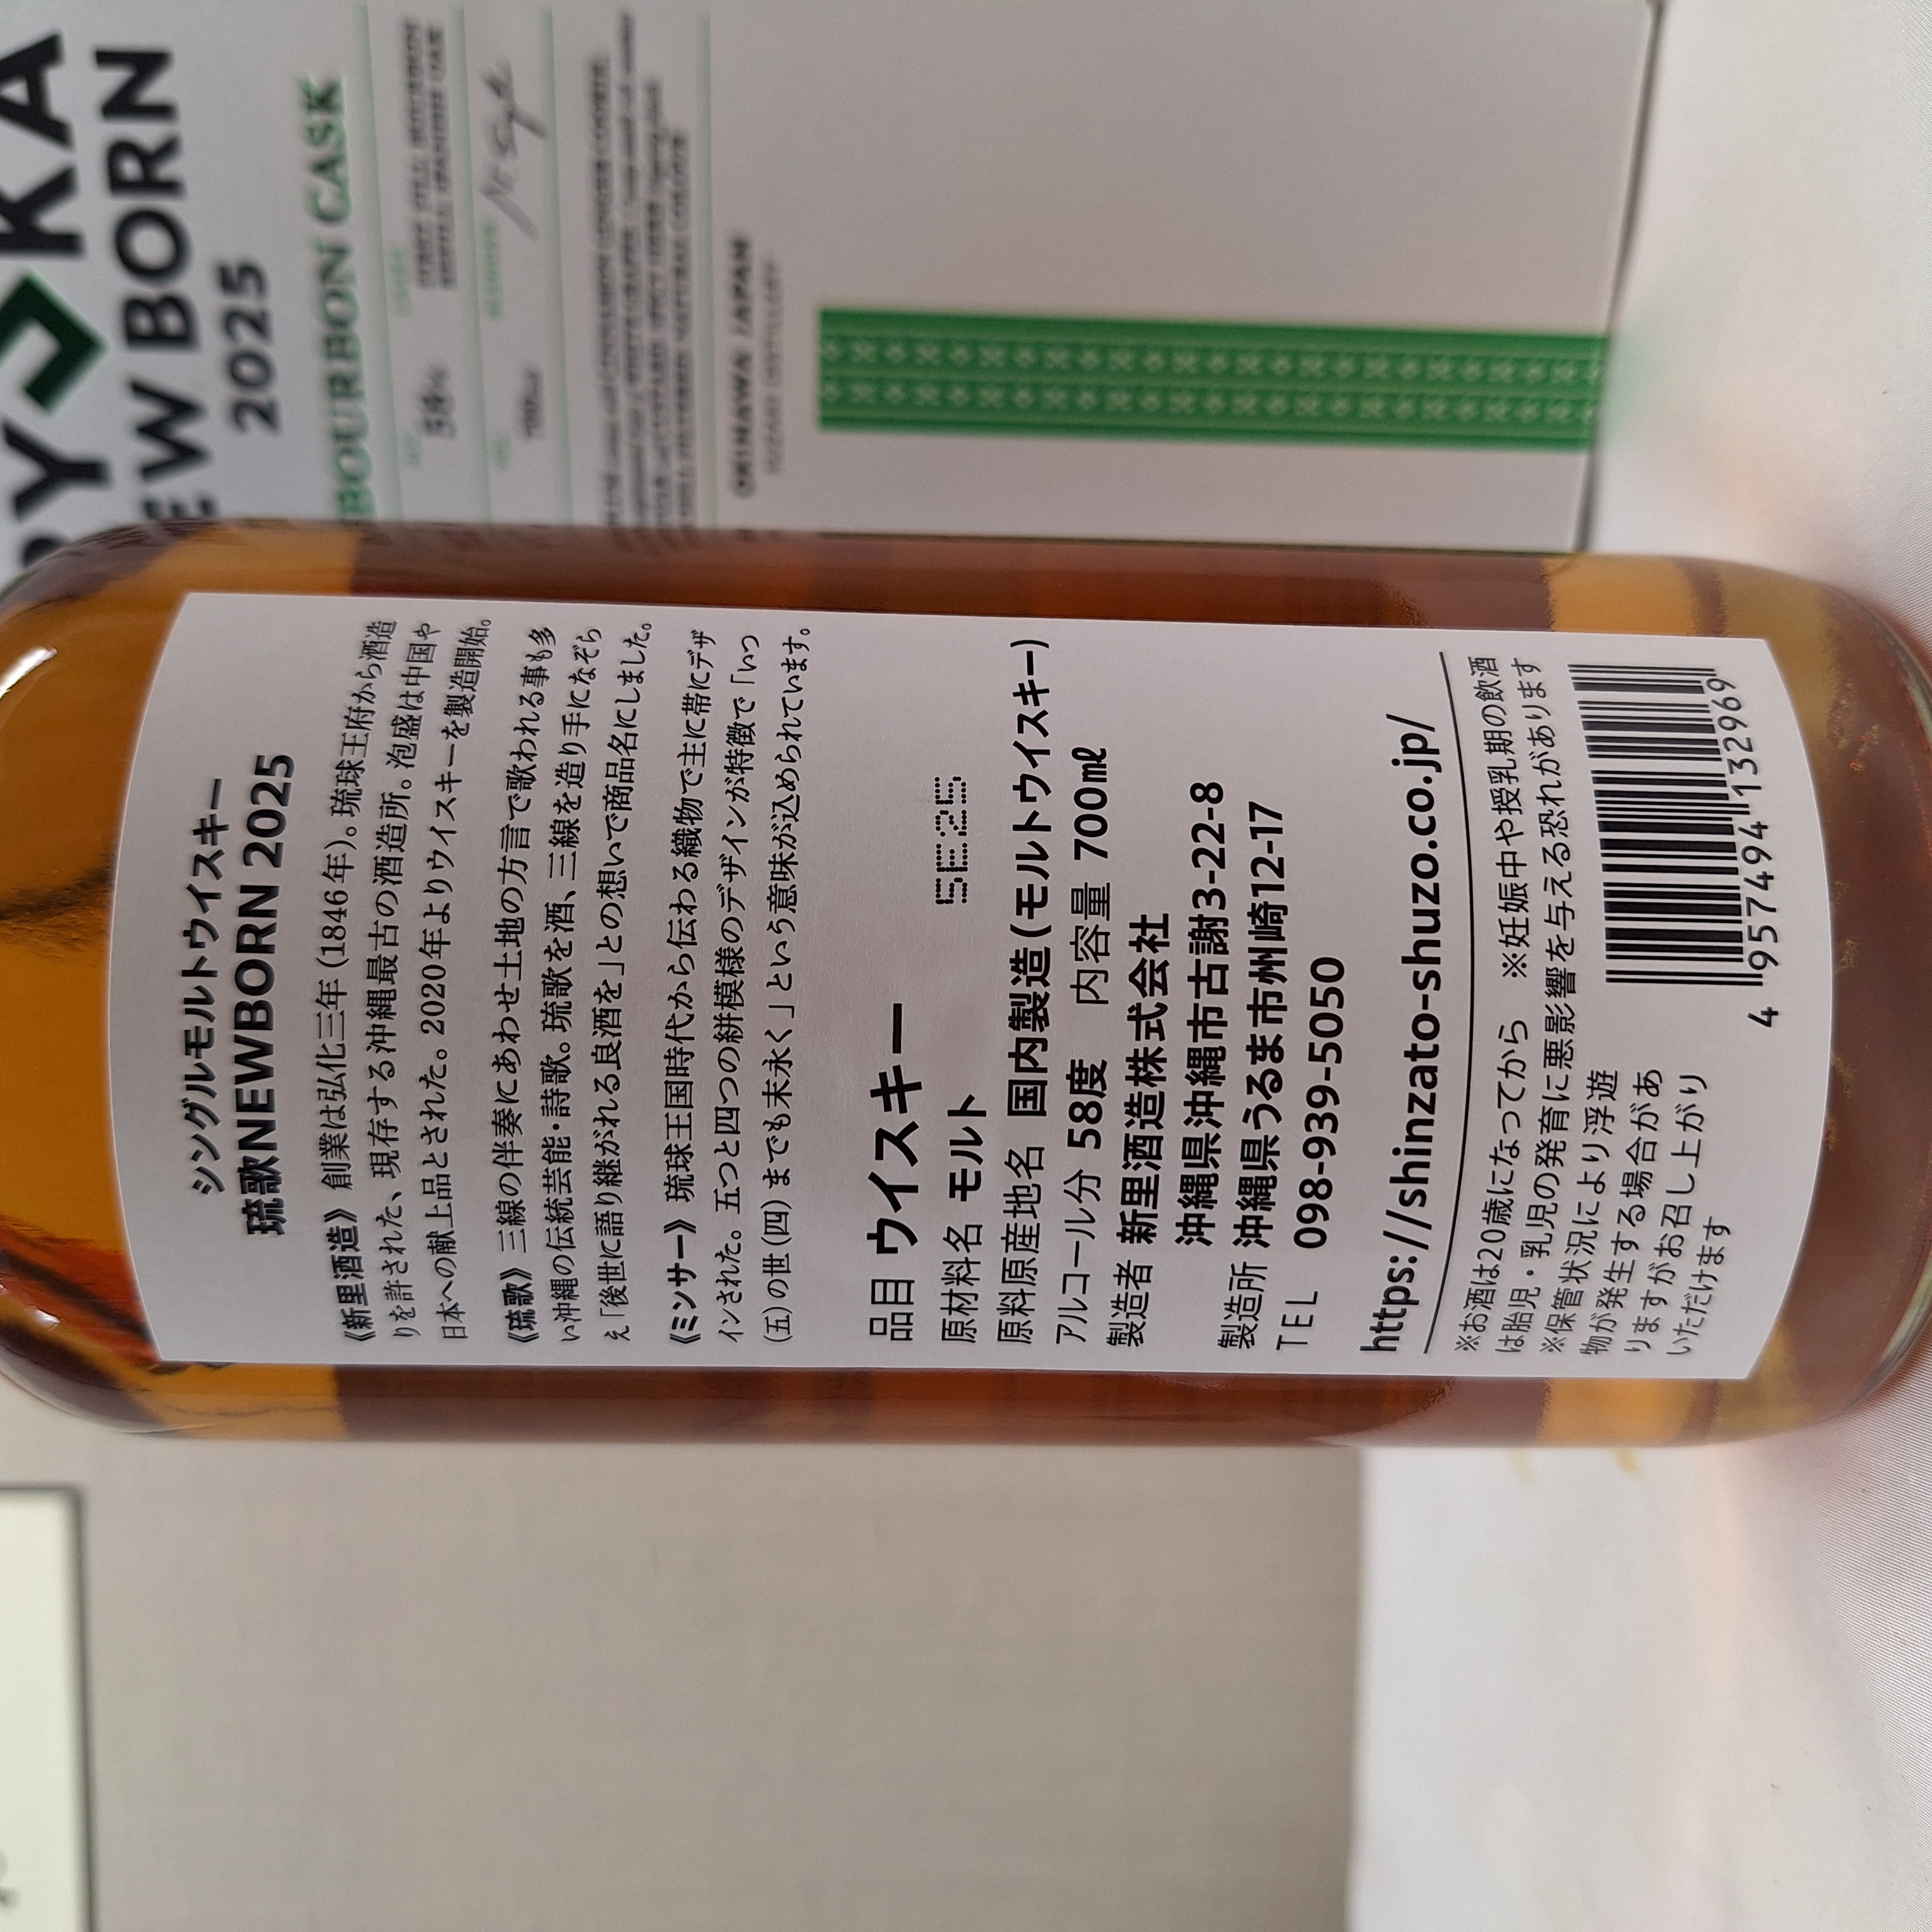 シングルモルトウイスキー
琉歌NEWBORN 2025
《新里酒造》 創業は弘化三年(1846年)。琉球王府から酒造
りを許された、現存する沖縄最古の酒造所。泡盛は中国や
日本への献上品とされた。2020年よりウイスキーを製造開始。
《琉歌》 三線の伴奏にあわせ土地の方言で歌われる事も多
い沖縄の伝統芸能・詩歌。琉歌を酒、三線を造り手になぞら
え「後世に語り継がれる良酒を」との想いで商品名にしました。
《ミンサー》 琉球王国時代から伝わる織物で主に帯にデザ
インされた。五つと四つの絣模様のデザインが特徴で「いつ
(五)の世(四)までも末永く」という意味が込められています。
品目 ウイスキー
原材料名 モルト 5E.25
原料原産地名 国内製造(モルトウイスキー)
アルコール分 58度 内容量 700㎖
製造者 新里酒造株式会社
沖縄県沖縄市古謝3-22-8
製造所 沖縄県うるま市州崎12-17
TEL 098-939-5050
https://shinzato-shuzo.co.jp/
※お酒は20歳になってから ※妊娠中や授乳期の飲酒
は胎児・乳児の発育に悪影響を与える恐れがあります
※保管状況により浮遊
物が発生する場合があ
りますがお召し上がり
いただけます
4 957494 132969
KA
NEW BORN
2025
BOURBON CASK
58%
700ml
OKINAWA JAPAN